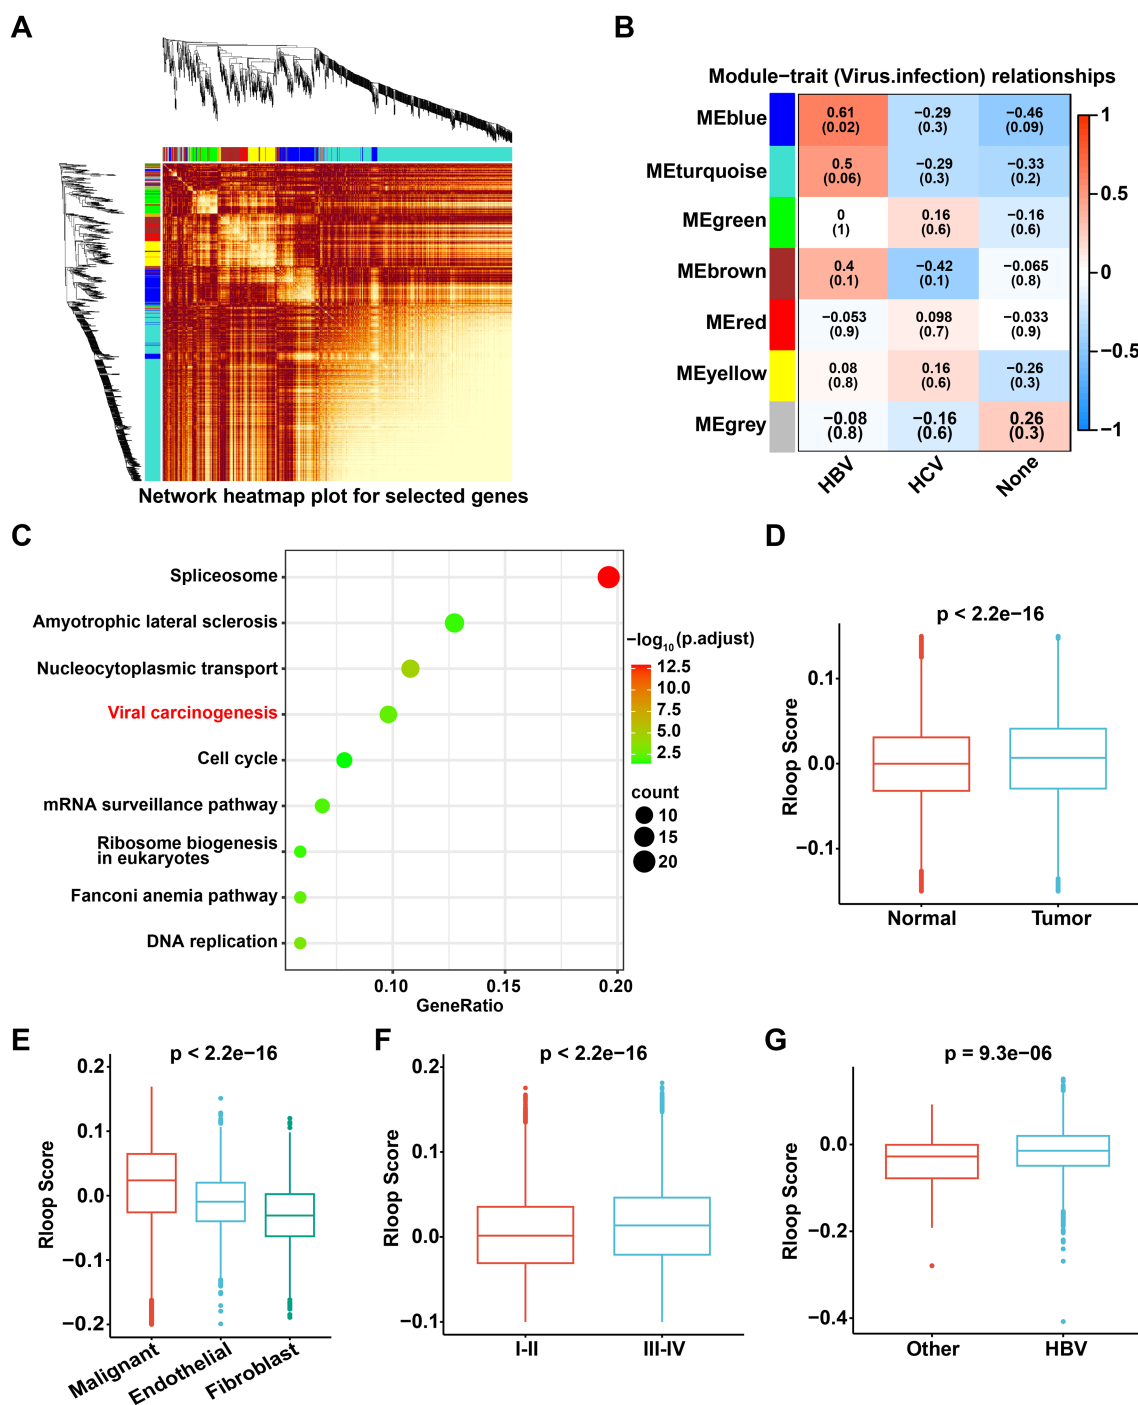 A
Network heatmap plot for selected genes
B
Module−trait (Virus.infection) relationships
MEblue
0.61
(0.02)
−0.29
(0.3)
−0.46
(0.09)
MEturquoise
0.5
(0.06)
−0.29
(0.3)
−0.33
(0.2)
MEgreen
0
(1)
0.16
(0.6)
−0.16
(0.6)
MEbrown
0.4
(0.1)
−0.42
(0.1)
−0.065
(0.8)
MEred
−0.053
(0.9)
0.098
(0.7)
−0.033
(0.9)
MEyellow
0.08
(0.8)
0.16
(0.6)
−0.26
(0.3)
MEgrey
−0.08
(0.8)
−0.16
(0.6)
0.26
(0.3)
HBV
HCV
None
1
0.5
0
−0.5
−1
C
Spliceosome
Amyotrophic lateral sclerosis
Nucleocytoplasmic transport
Viral carcinogenesis
Cell cycle
mRNA surveillance pathway
Ribosome biogenesis
in eukaryotes
Fanconi anemia pathway
DNA replication
0.10
0.15
0.20
GeneRatio
−log10(p.adjust)
12.5
10.0
7.5
5.0
2.5
count
10
15
20
D
p < 2.2e−16
Rloop Score
0.1
0.0
−0.1
Normal
Tumor
E
p < 2.2e−16
Rloop Score
0.2
0.1
0.0
−0.1
−0.2
Malignant
Endothelial
Fibroblast
F
p < 2.2e−16
Rloop Score
0.2
0.1
0.0
−0.1
I-II
III-IV
G
p = 9.3e−06
Rloop Score
0.0
−0.2
−0.4
Other
HBV